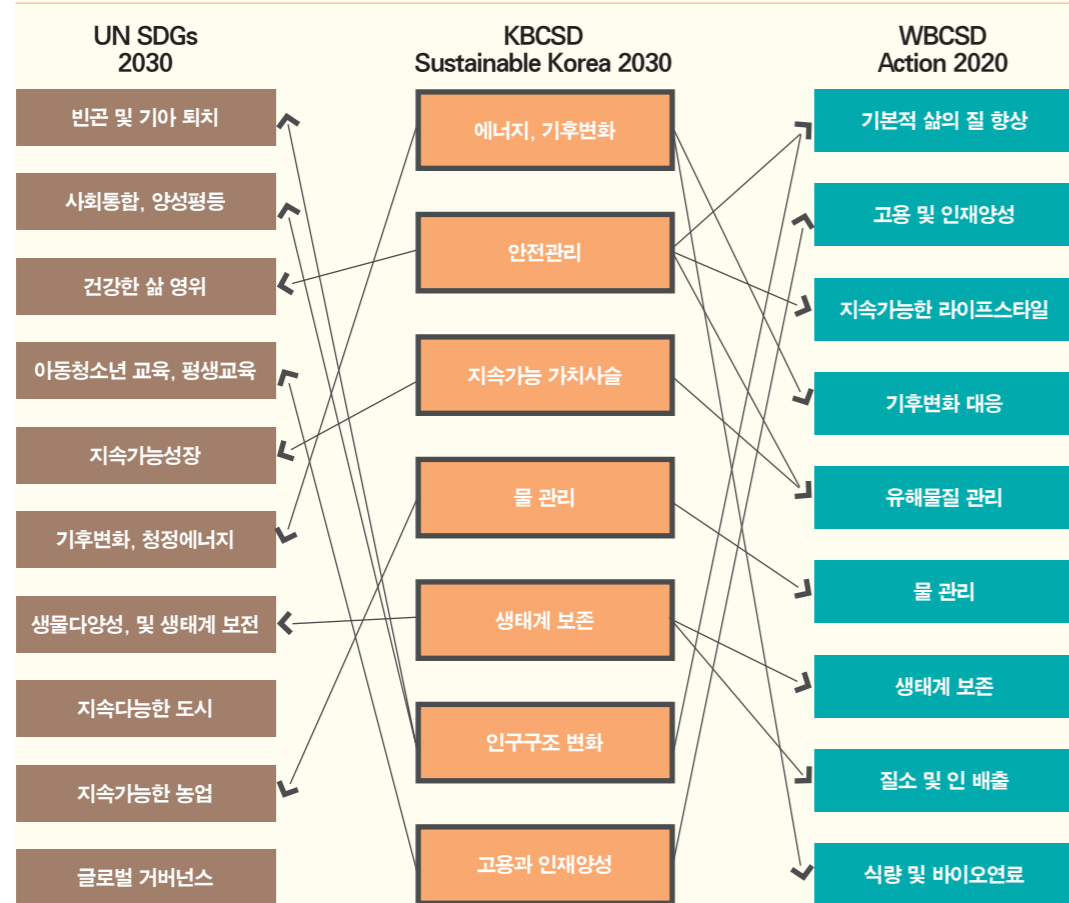 UN SDGs
2030
빈곤 및 기아 퇴치
사회통합, 양성평등
건강한 삶 영위
아동청소년 교육, 평생교육
지속가능성장
기후변화, 청정에너지
생물다양성, 및 생태계 보전
지속다능한 도시
지속가능한 농업
글로벌 거버넌스
KBCSD
Sustainable Korea 2030
에너지, 기후변화
안전관리
지속가능 가치사슬
물 관리
생태계 보존
인구구조 변화
고용과 인재양성
WBCSD
Action 2020
기본적 삶의 질 향상
고용 및 인재양성
지속가능한 라이프스타일
기후변화 대응
유해물질 관리
물 관리
생태계 보존
질소 및 인 배출
식량 및 바이오연료